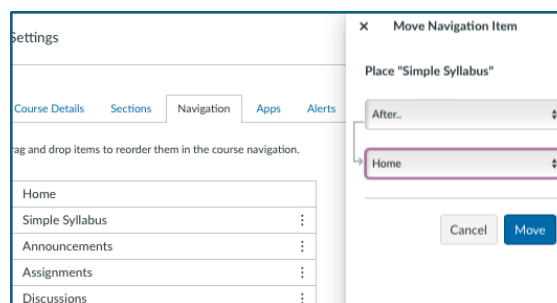 Settings
Course Details Sections Navigation Apps Alerts
rag and drop items to reorder them in the course navigation.
Home
Simple Syllabus
Announcements
Assignments
Discussions
× Move Navigation Item
Place "Simple Syllabus"
After..
Home
Cancel Move